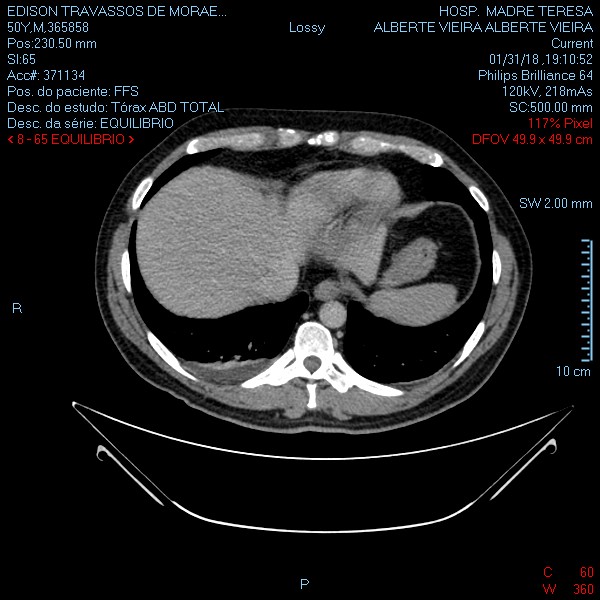 EDISON TRAVASSOS DE MORAE...
50Y,M,365858
Pos:230.50 mm
Sl:65
Acc#: 371134
Pos. do paciente: FFS
Desc. do estudo: Tórax ABD TOTAL
Desc. da série: EQUILIBRIO
< 8 - 65 EQUILIBRIO >
Lossy
HOSP. MADRE TERESA
ALBERTE VIEIRA ALBERTE VIEIRA
Current
01/31/18 ,19:10:52
Philips Brilliance 64
120kV, 218mAs
SC:500.00 mm
117% Pixel
DFOV 49.9 x 49.9 cm
SW 2.00 mm
R
10 cm
P
C 60
W 360